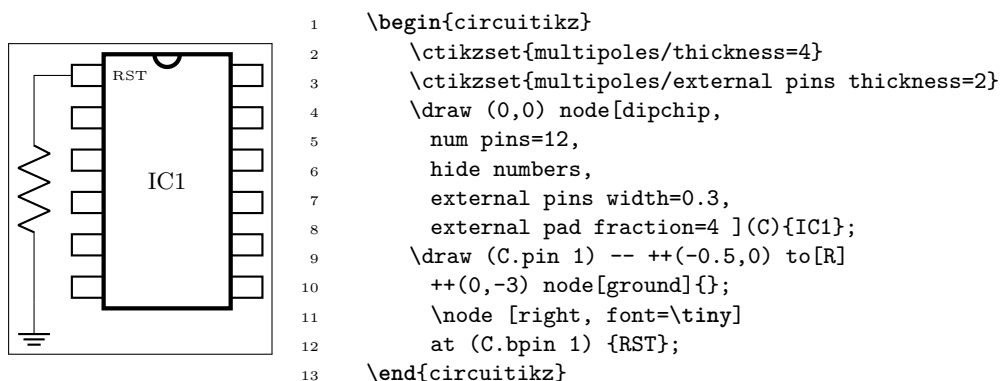 RST
IC1
1 \begin{circuitikz}
2 \ctikzset{multipoles/thickness=4}
3 \ctikzset{multipoles/external pins thickness=2}
4 \draw (0,0) node[dipchip,
5 num pins=12,
6 hide numbers,
7 external pins width=0.3,
8 external pad fraction=4 ](C){IC1};
9 \draw (C.pin 1) -- ++(-0.5,0) to[R]
10 ++(0,-3) node[ground]{};
11 \node [right, font=\tiny]
12 at (C.bpin 1) {RST};
13 \end{circuitikz}